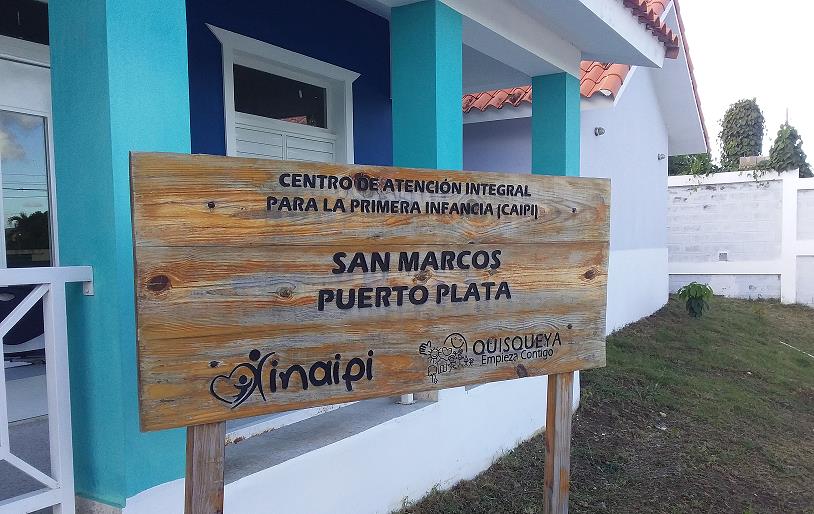 CENTRO DE ATENCIÓN INTEGRAL
PARA LA PRIMERA INFANCIA (CAIPI)
SAN MARCOS
PUERTO PLATA
inaipi
QUISQUEYA
Empieza Contigo